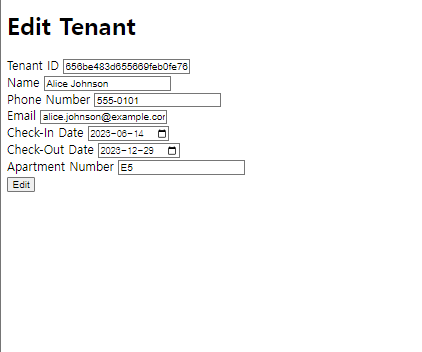 Edit Tenant
Tenant ID 656be483d655669feb0fe76
Name Alice Johnson
Phone Number 555-0101
Email alice.johnson@example.cor
Check-In Date 2023-06-14
Check-Out Date 2023-12-29
Apartment Number E5
Edit